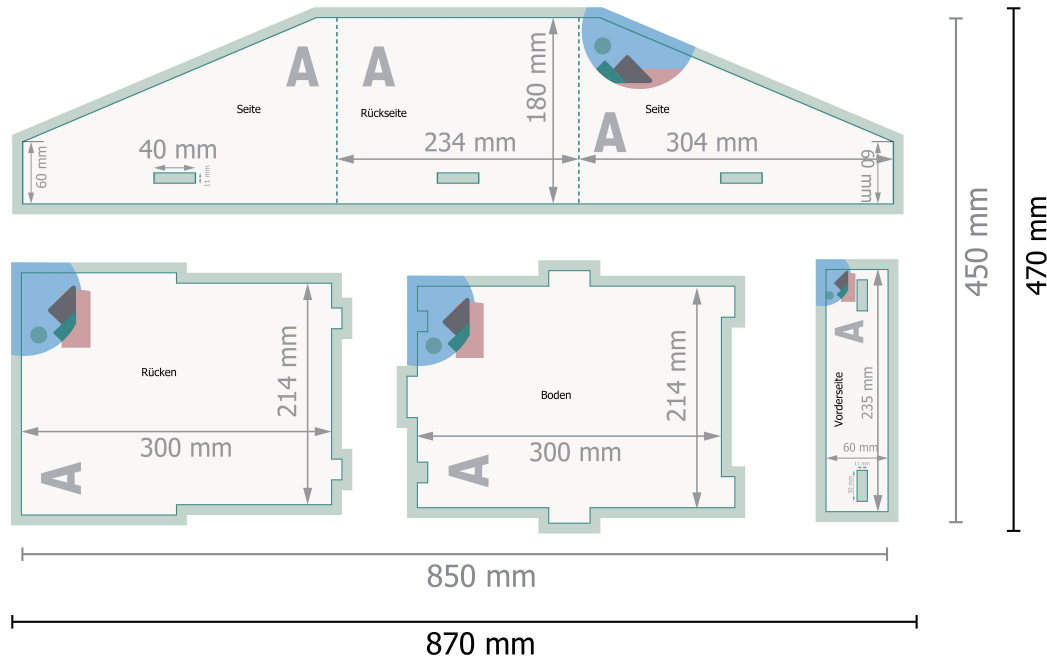 A
A
A
Seite
Rückseite
Seite
180 mm
234 mm
304 mm
40 mm
11 mm
60 mm
60 mm
450 mm
470 mm
Rücken
214 mm
300 mm
A
Boden
214 mm
300 mm
A
A
Vorderseite
235 mm
60 mm
11 mm
30 mm
850 mm
870 mm